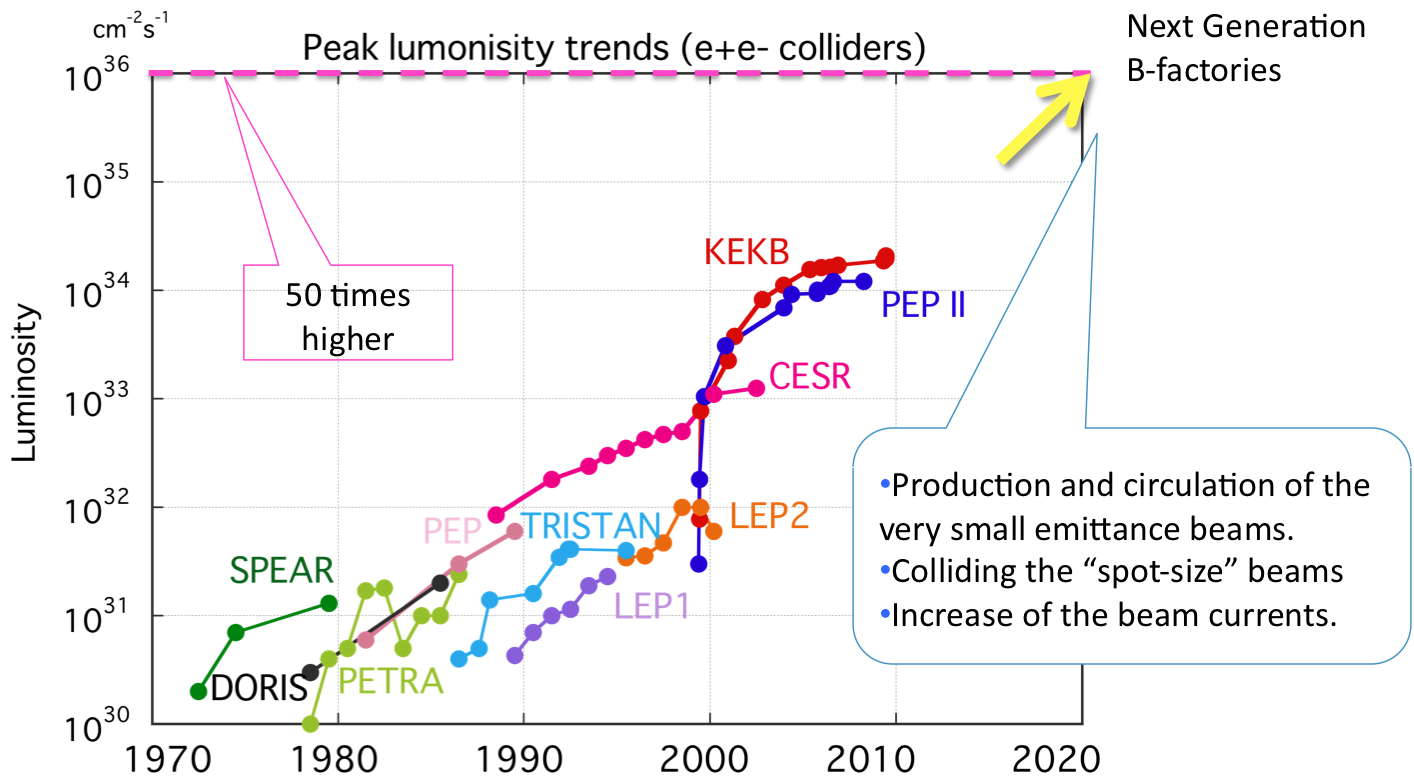 cm⁻²s⁻¹
Peak lumonisity trends (e+e- colliders)
Next Generation
B-factories
10³⁶
10³⁵
10³⁴
10³³
10³²
10³¹
10³⁰
Luminosity
50 times
higher
KEKB
PEP II
CESR
PEP
TRISTAN
LEP2
SPEAR
LEP1
DORIS
PETRA
•Production and circulation of the
very small emittance beams.
•Colliding the “spot-size” beams
•Increase of the beam currents.
1970
1980
1990
2000
2010
2020